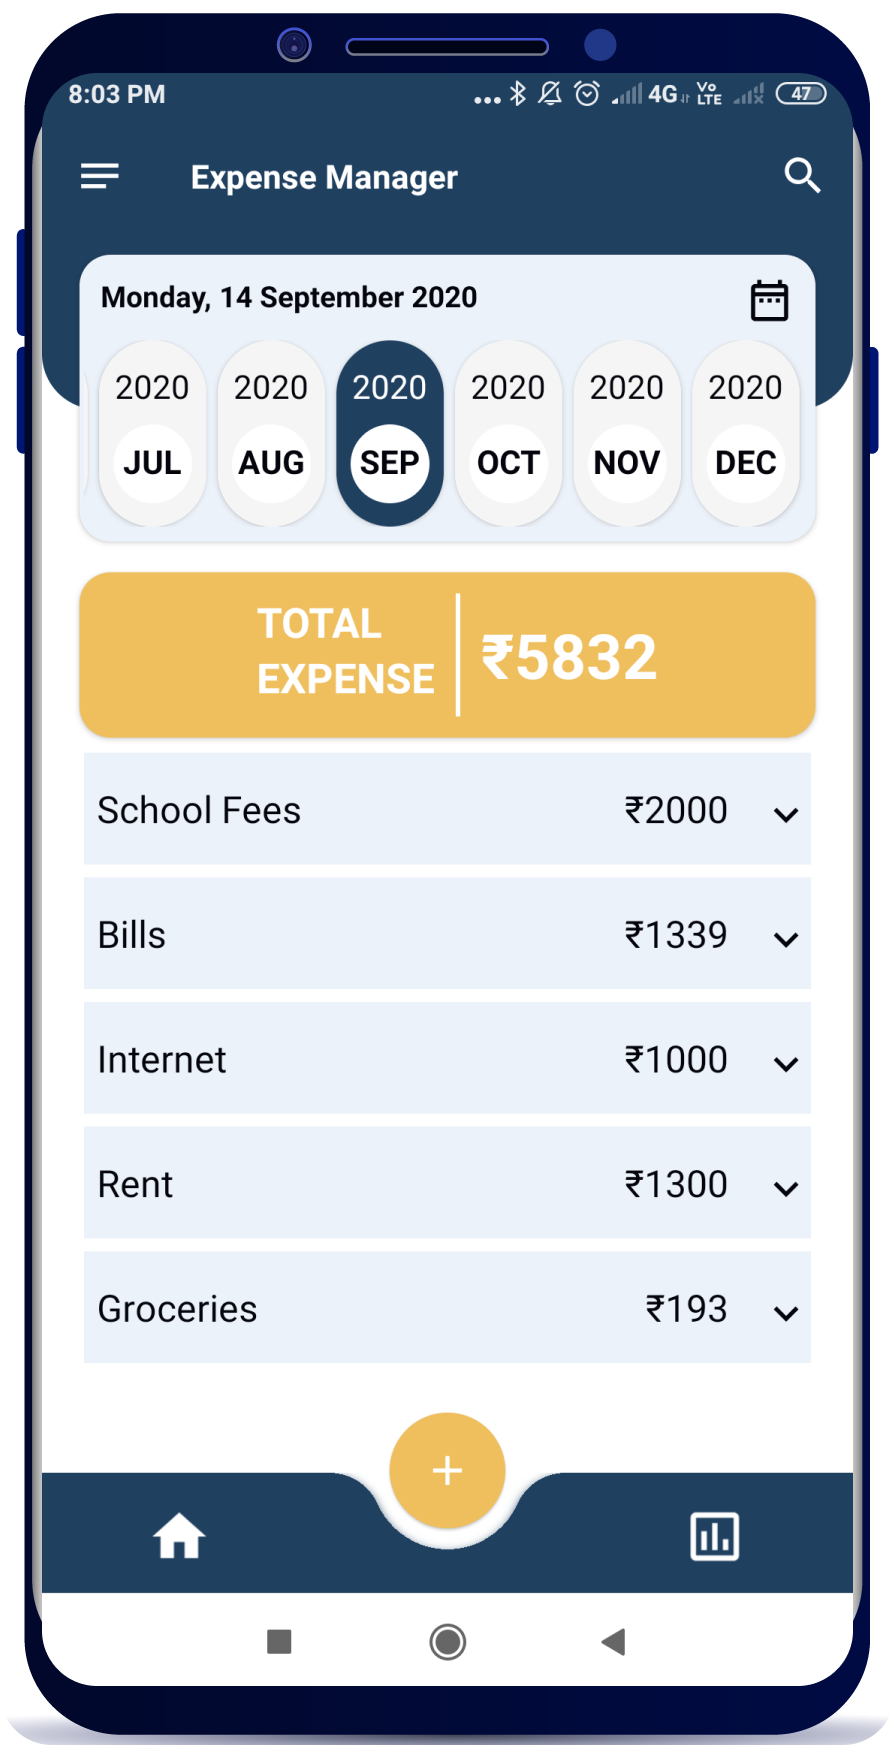 8:03 PM
4G Vo LTE 47
Expense Manager
Monday, 14 September 2020
2020 2020 2020 2020 2020 2020
JUL AUG SEP OCT NOV DEC
TOTAL
EXPENSE
₹5832
School Fees ₹2000
Bills ₹1339
Internet ₹1000
Rent ₹1300
Groceries ₹193